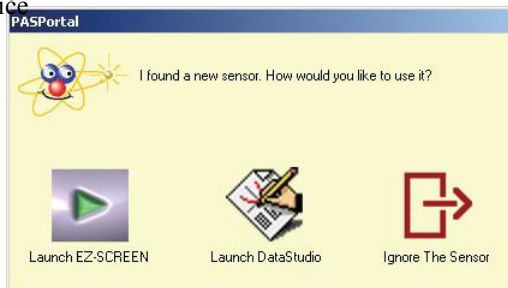 PASPortal
I found a new sensor. How would you like to use it?
Launch EZ-SCREEN
Launch DataStudio
Ignore The Sensor